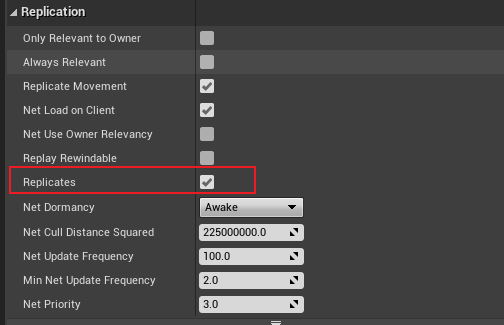 Replication
Only Relevant to Owner
Always Relevant
Replicate Movement
Net Load on Client
Net Use Owner Relevancy
Replay Rewindable
Replicates
Net Dormancy Awake
Net Cull Distance Squared 225000000.0
Net Update Frequency 100.0
Min Net Update Frequency 2.0
Net Priority 3.0